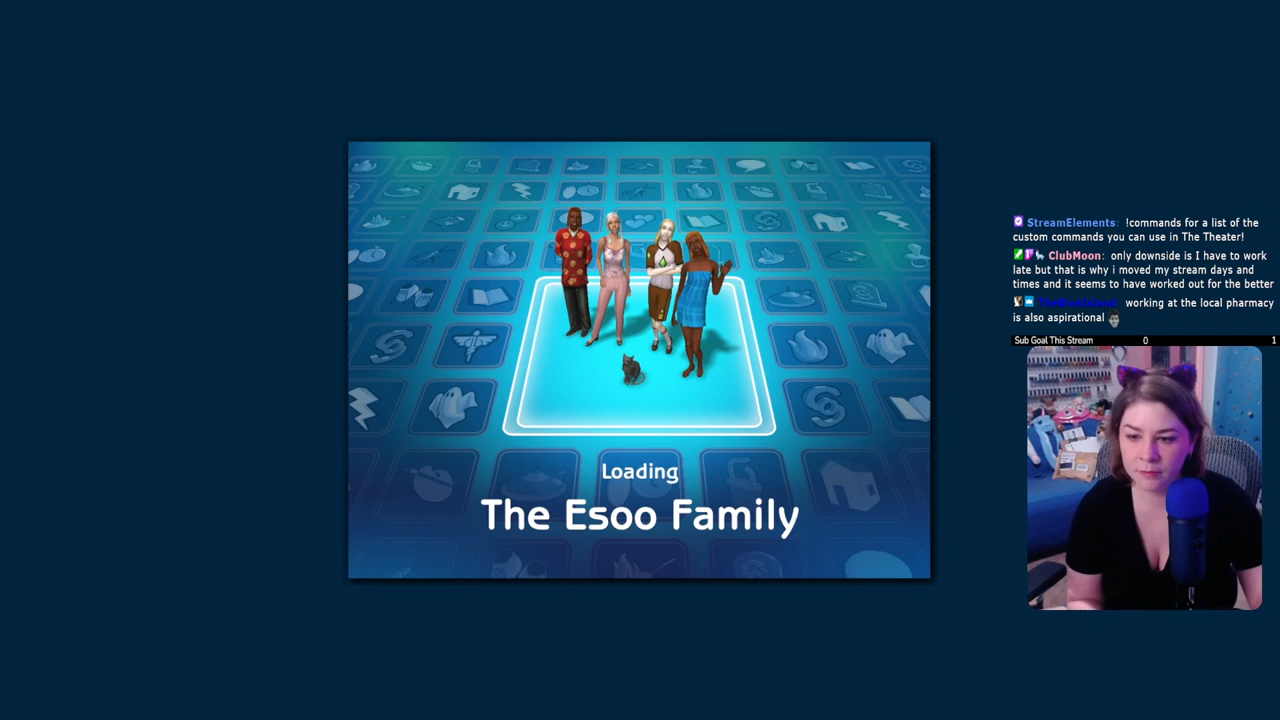 Loading
The Esoo Family
StreamElements: !commands for a list of the
custom commands you can use in The Theater!
ClubMoon: only downside is I have to work
late but that is why i moved my stream days and
times and it seems to have worked out for the better
working at the local pharmacy
is also aspirational
Sub Goal This Stream 0 1